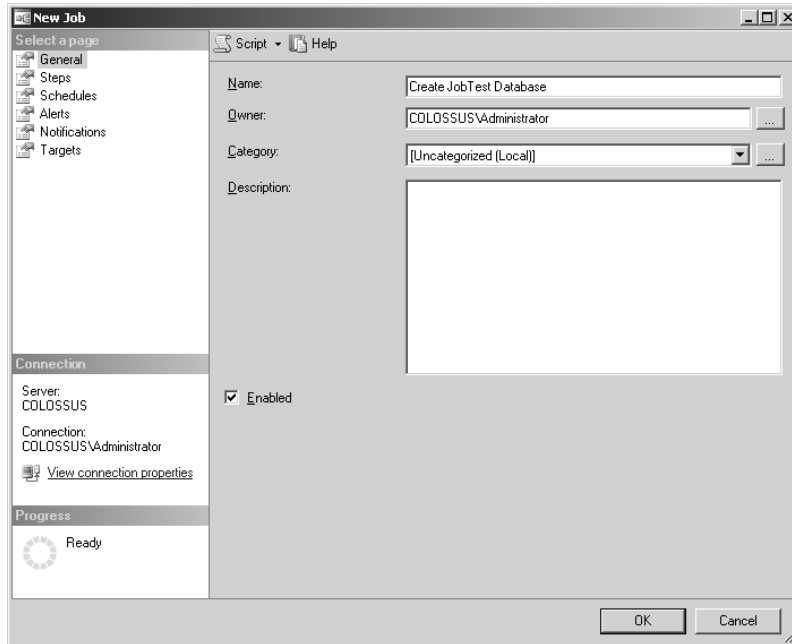 New Job
Select a page
General
Steps
Schedules
Alerts
Notifications
Targets
Script
Help
Name:
Create JobTest Database
Owner:
COLOSSUS\Administrator
...
Category:
[Uncategorized (Local)]
...
Description:
Enabled
Connection
Server:
COLOSSUS
Connection:
COLOSSUS\Administrator
View connection properties
Progress
Ready
OK
Cancel